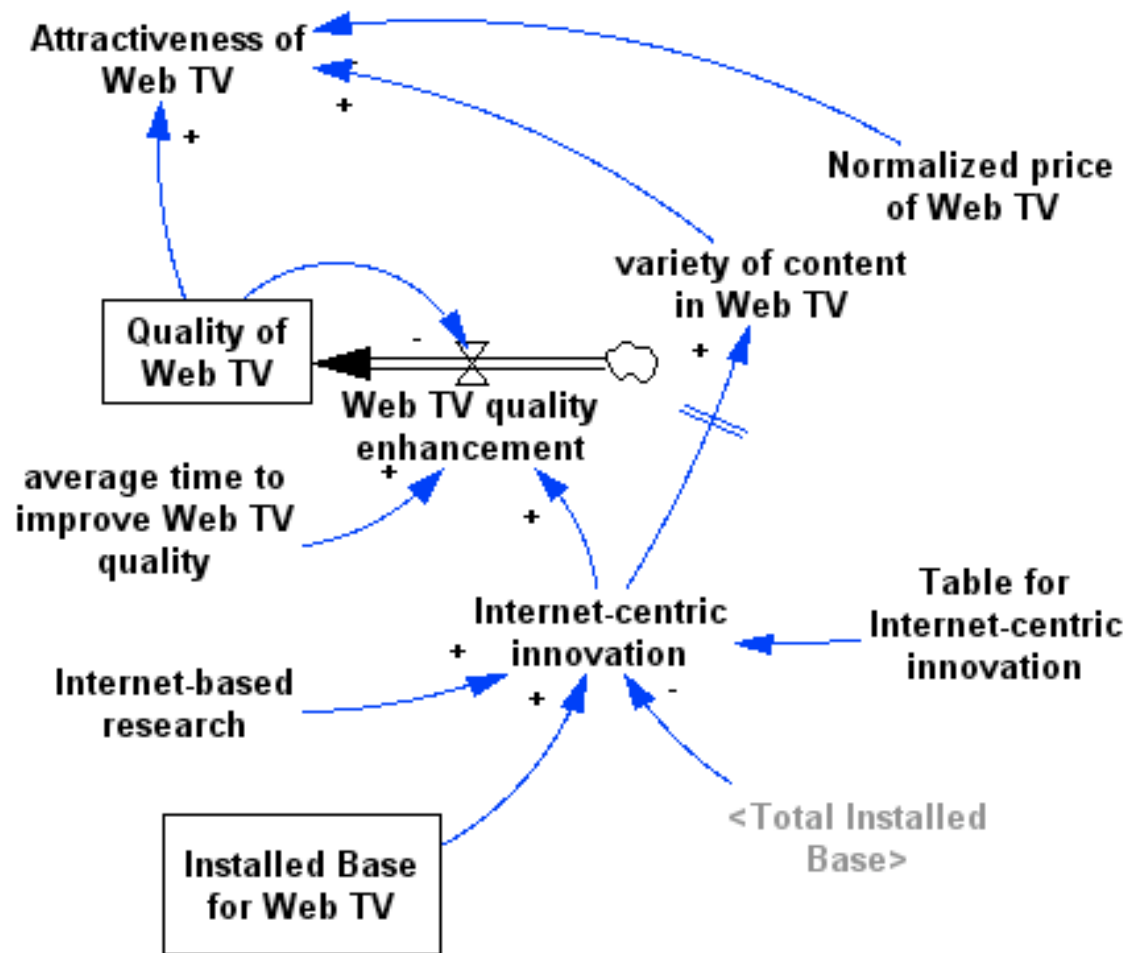 Attractiveness of
Web TV
-
+
+
Normalized price
of Web TV
variety of content
in Web TV
Quality of
Web TV
-
+
Web TV quality
enhancement
average time to
improve Web TV
quality
+
+
Internet-centric
innovation
Table for
Internet-centric
innovation
+
Internet-based
research
+
-
<Total Installed
Base>
Installed Base
for Web TV